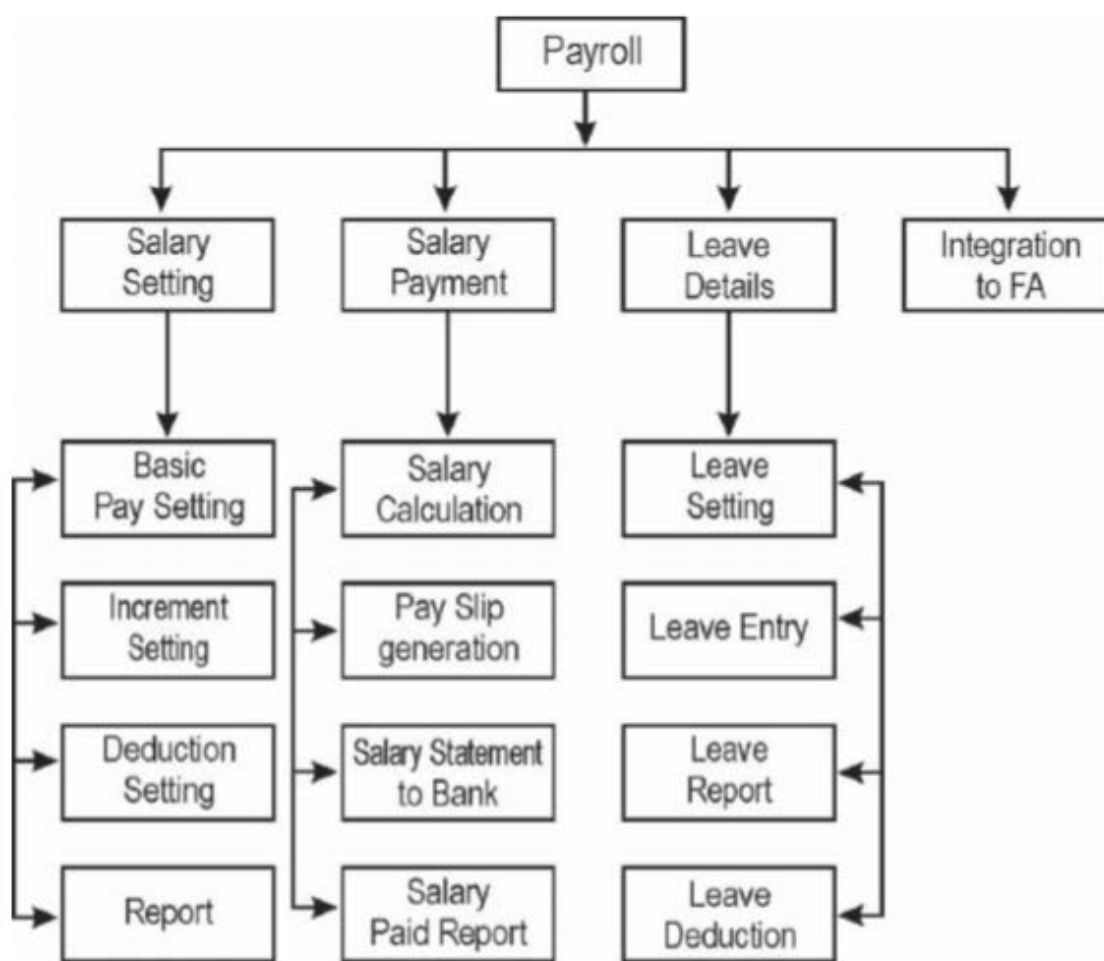 Payroll
Salary
Setting
Salary
Payment
Leave
Details
Integration
to FA
Basic
Pay Setting
Salary
Calculation
Leave
Setting
Increment
Setting
Pay Slip
generation
Leave Entry
Deduction
Setting
Salary Statement
to Bank
Leave
Report
Report
Salary
Paid Report
Leave
Deduction